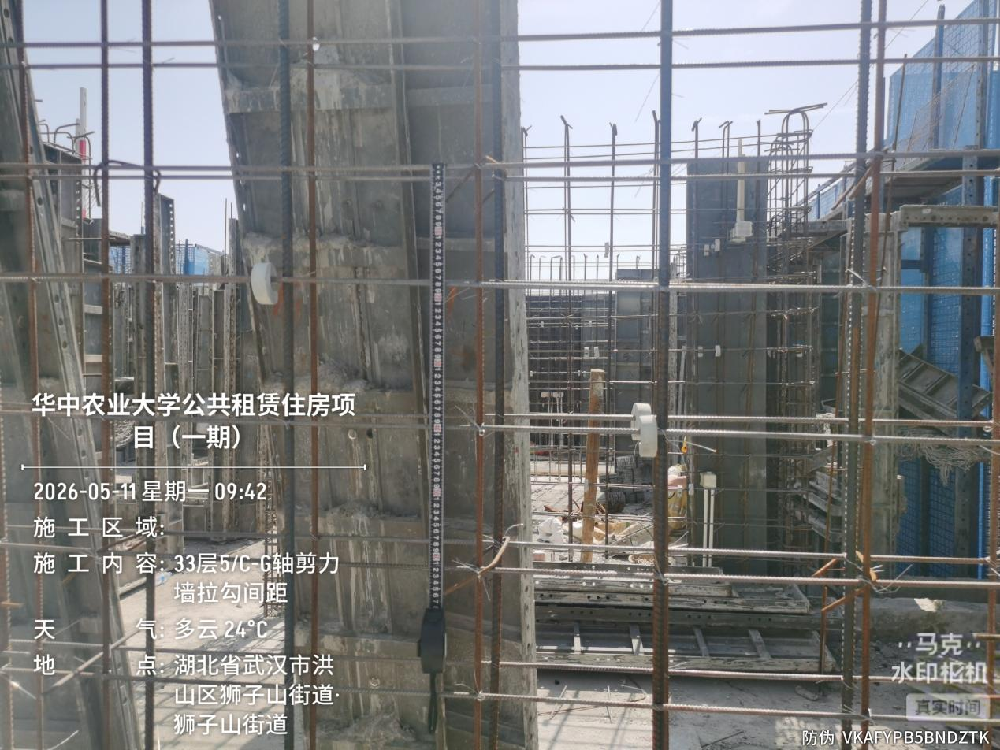 华中农业大学公共租赁住房项
目（一期）
2026-05-11 星期一 09:42
施工区域:
施工内容: 33层5/C-G轴剪力
墙拉勾间距
天气: 多云 24℃
地点: 湖北省武汉市洪
山区狮子山街道·
狮子山街道
马克
水印相机
真实时间
防伪 VKAFYPB5BNDZTK